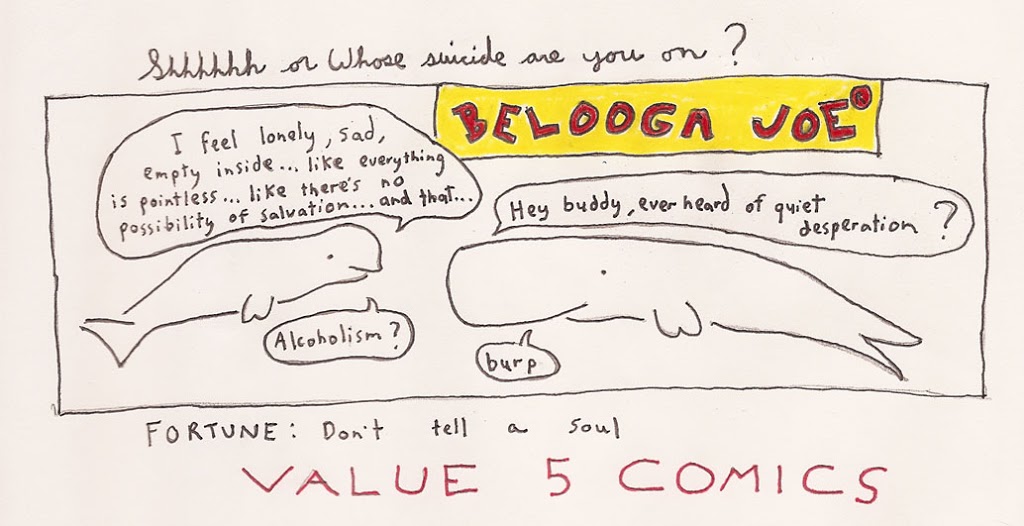 Shhhhhh or Whose suicide are you on?
BELOOGA JOE®
I feel lonely, sad,
empty inside... like everything
is pointless... like there's no
possibility of salvation... and that...
Hey buddy, ever heard of quiet
desperation?
Alcoholism?
burp
FORTUNE: Don't tell a soul
VALUE 5 COMICS